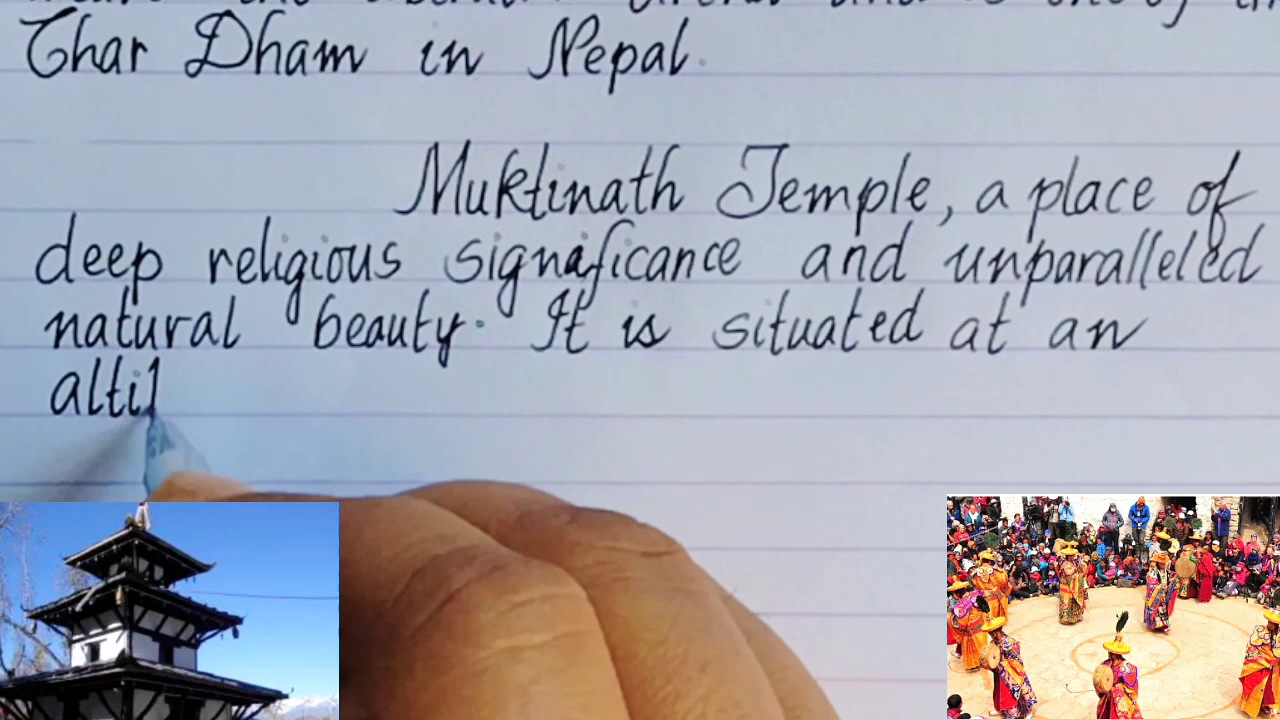 Char Dham in Nepal.
Muktinath Temple, a place of
deep religious significance and unparalleled
natural beauty. It is situated at an
alti